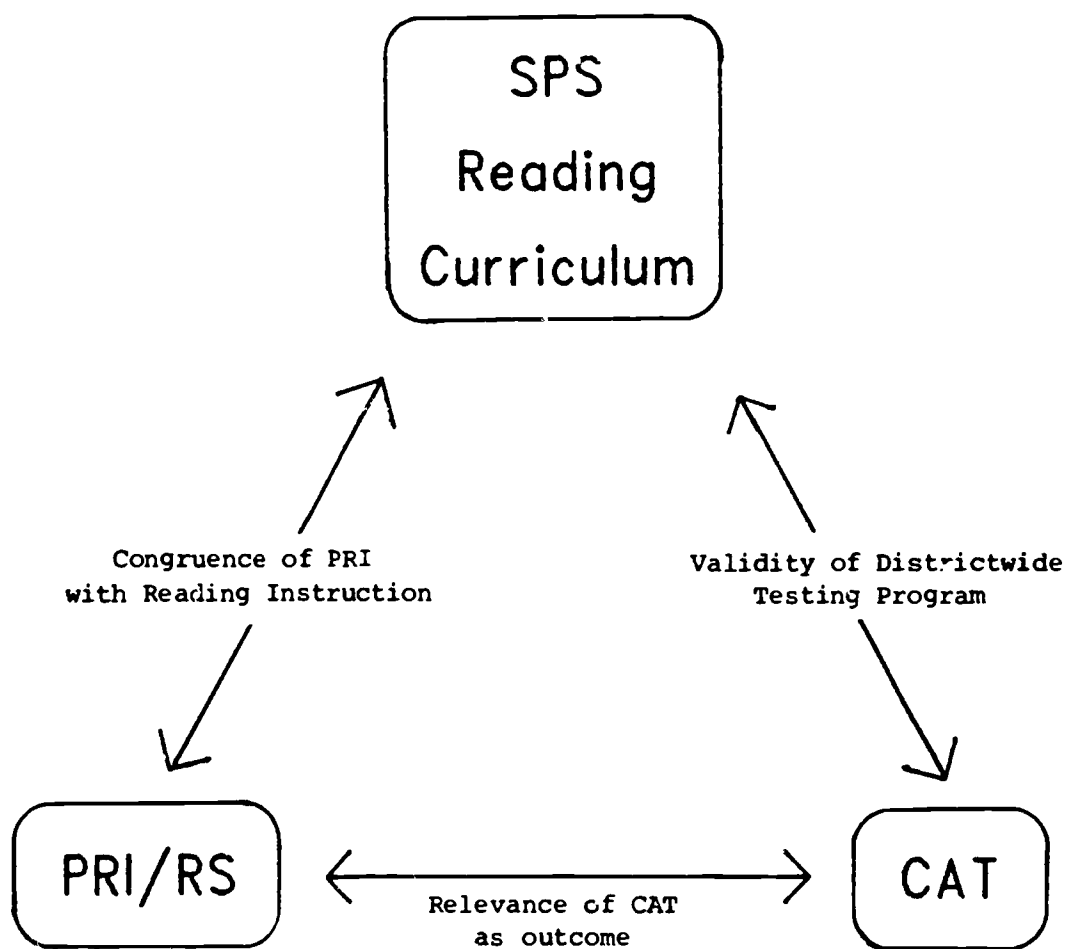 SPS
Reading
Curriculum
Congruence of PRI
with Reading Instruction
Validity of Districtwide
Testing Program
PRI/RS
Relevance of CAT
as outcome
CAT